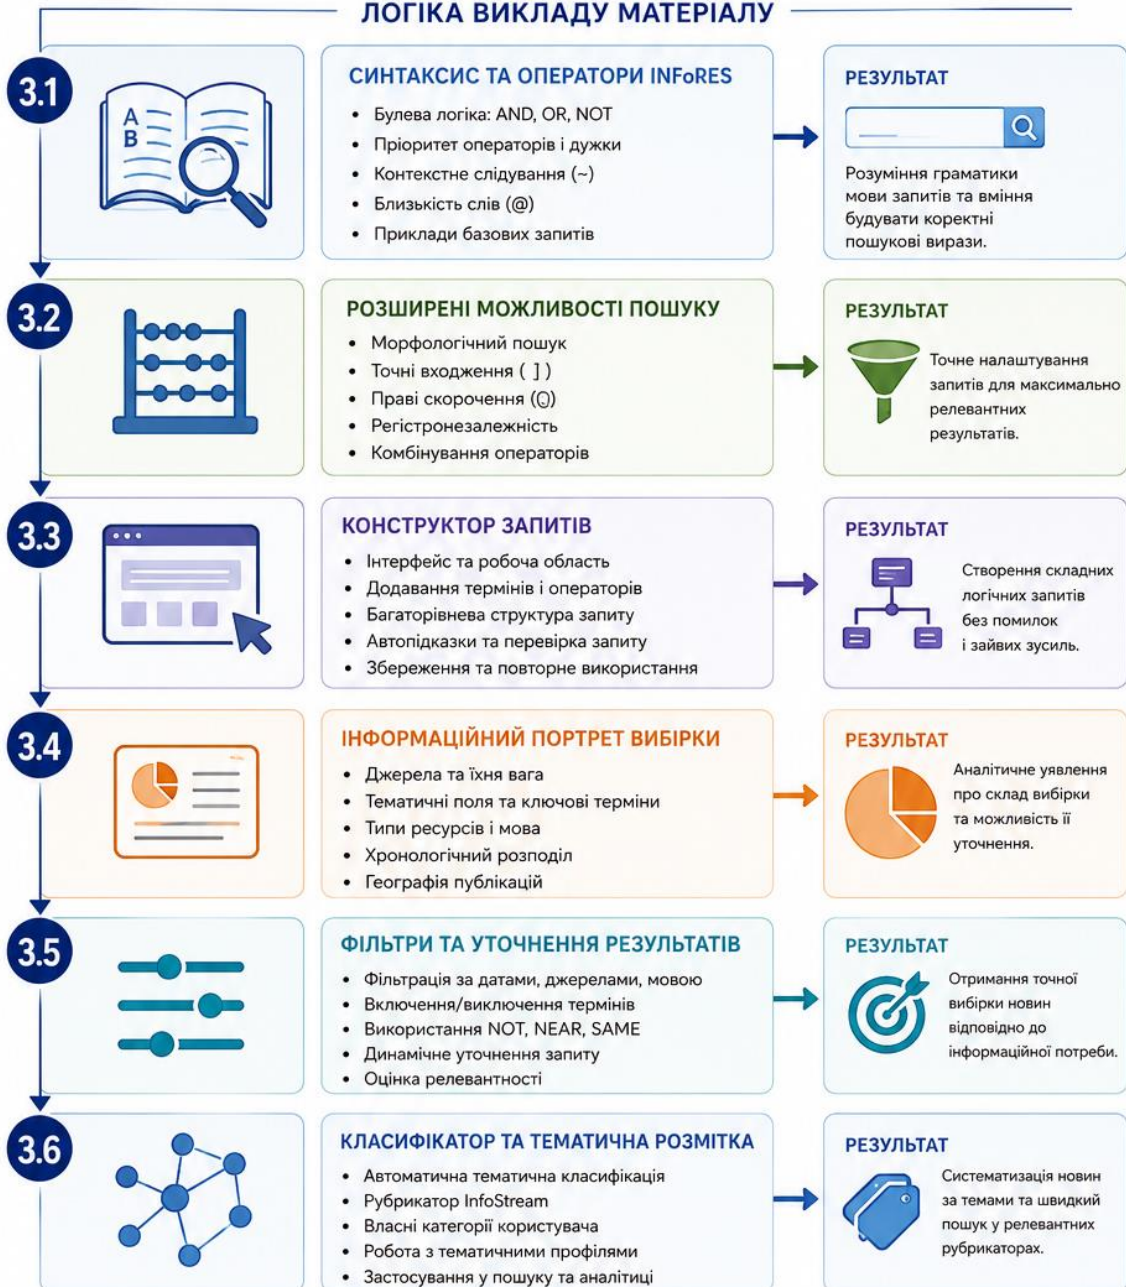 ЛОГІКА ВИКЛАДУ МАТЕРІАЛУ
3.1
A
B
СИНТАКСИС ТА ОПЕРАТОРИ INFoRES
• Булева логіка: AND, OR, NOT
• Пріоритет операторів і дужки
• Контекстне слідування (~)
• Близькість слів (@)
• Приклади базових запитів
РЕЗУЛЬТАТ
Розуміння граматики
мови запитів та вміння
будувати коректні
пошукові вирази.
3.2
РОЗШИРЕНІ МОЖЛИВОСТІ ПОШУКУ
• Морфологічний пошук
• Точні входження ( ] )
• Праві скорочення
• Регістронезалежність
• Комбінування операторів
РЕЗУЛЬТАТ
Точне налаштування
запитів для максимально
релевантних
результатів.
3.3
КОНСТРУКТОР ЗАПИТІВ
• Інтерфейс та робоча область
• Додавання термінів і операторів
• Багаторівнева структура запиту
• Автопідказки та перевірка запиту
• Збереження та повторне використання
РЕЗУЛЬТАТ
Створення складних
логічних запитів
без помилок
і зайвих зусиль.
3.4
ІНФОРМАЦІЙНИЙ ПОРТРЕТ ВИБІРКИ
• Джерела та їхня вага
• Тематичні поля та ключові терміни
• Типи ресурсів і мова
• Хронологічний розподіл
• Географія публікацій
РЕЗУЛЬТАТ
Аналітичне уявлення
про склад вибірки
та можливість її
уточнення.
3.5
ФІЛЬТРИ ТА УТОЧНЕННЯ РЕЗУЛЬТАТІВ
• Фільтрація за датами, джерелами, мовою
• Включення/виключення термінів
• Використання NOT, NEAR, SAME
• Динамічне уточнення запиту
• Оцінка релевантності
РЕЗУЛЬТАТ
Отримання точної
вибірки новин
відповідно до
інформаційної потреби.
3.6
КЛАСИФІКАТОР ТА ТЕМАТИЧНА РОЗМІТКА
• Автоматична тематична класифікація
• Рубрикатор InfoStream
• Власні категорії користувача
• Робота з тематичними профілями
• Застосування у пошуку та аналітиці
РЕЗУЛЬТАТ
Систематизація новин
за темами та швидкий
пошук у релевантних
рубрикаторах.